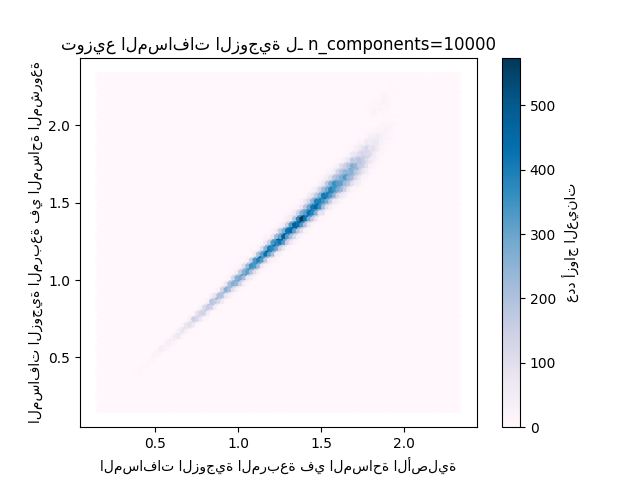 توزيع المسافات الزوجية لـ n_components=10000
المسافات الزوجية المربعة في المساحة المشروعة
2.0
1.5
1.0
0.5
0.5 1.0 1.5 2.0
المسافات الزوجية المربعة في المساحة الأصلية
500
400
300
200
100
0
عدد أزواج العينات